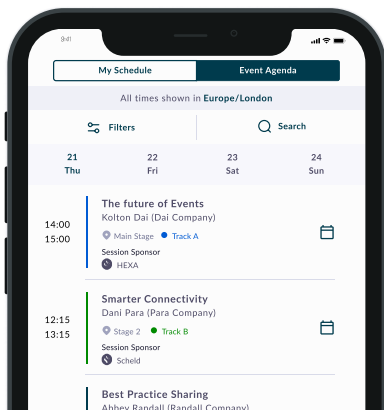 9:41
My Schedule
Event Agenda
All times shown in Europe/London
Filters
Search
21 22 23 24
Thu Fri Sat Sun
The future of Events
Kolton Dai (Dai Company)
14:00
15:00
Main Stage Track A
Session Sponsor
HEXA
Smarter Connectivity
Dani Para (Para Company)
12:15
13:15
Stage 2 Track B
Session Sponsor
Scheld
Best Practice Sharing
Abbey Randall (Randall Company)